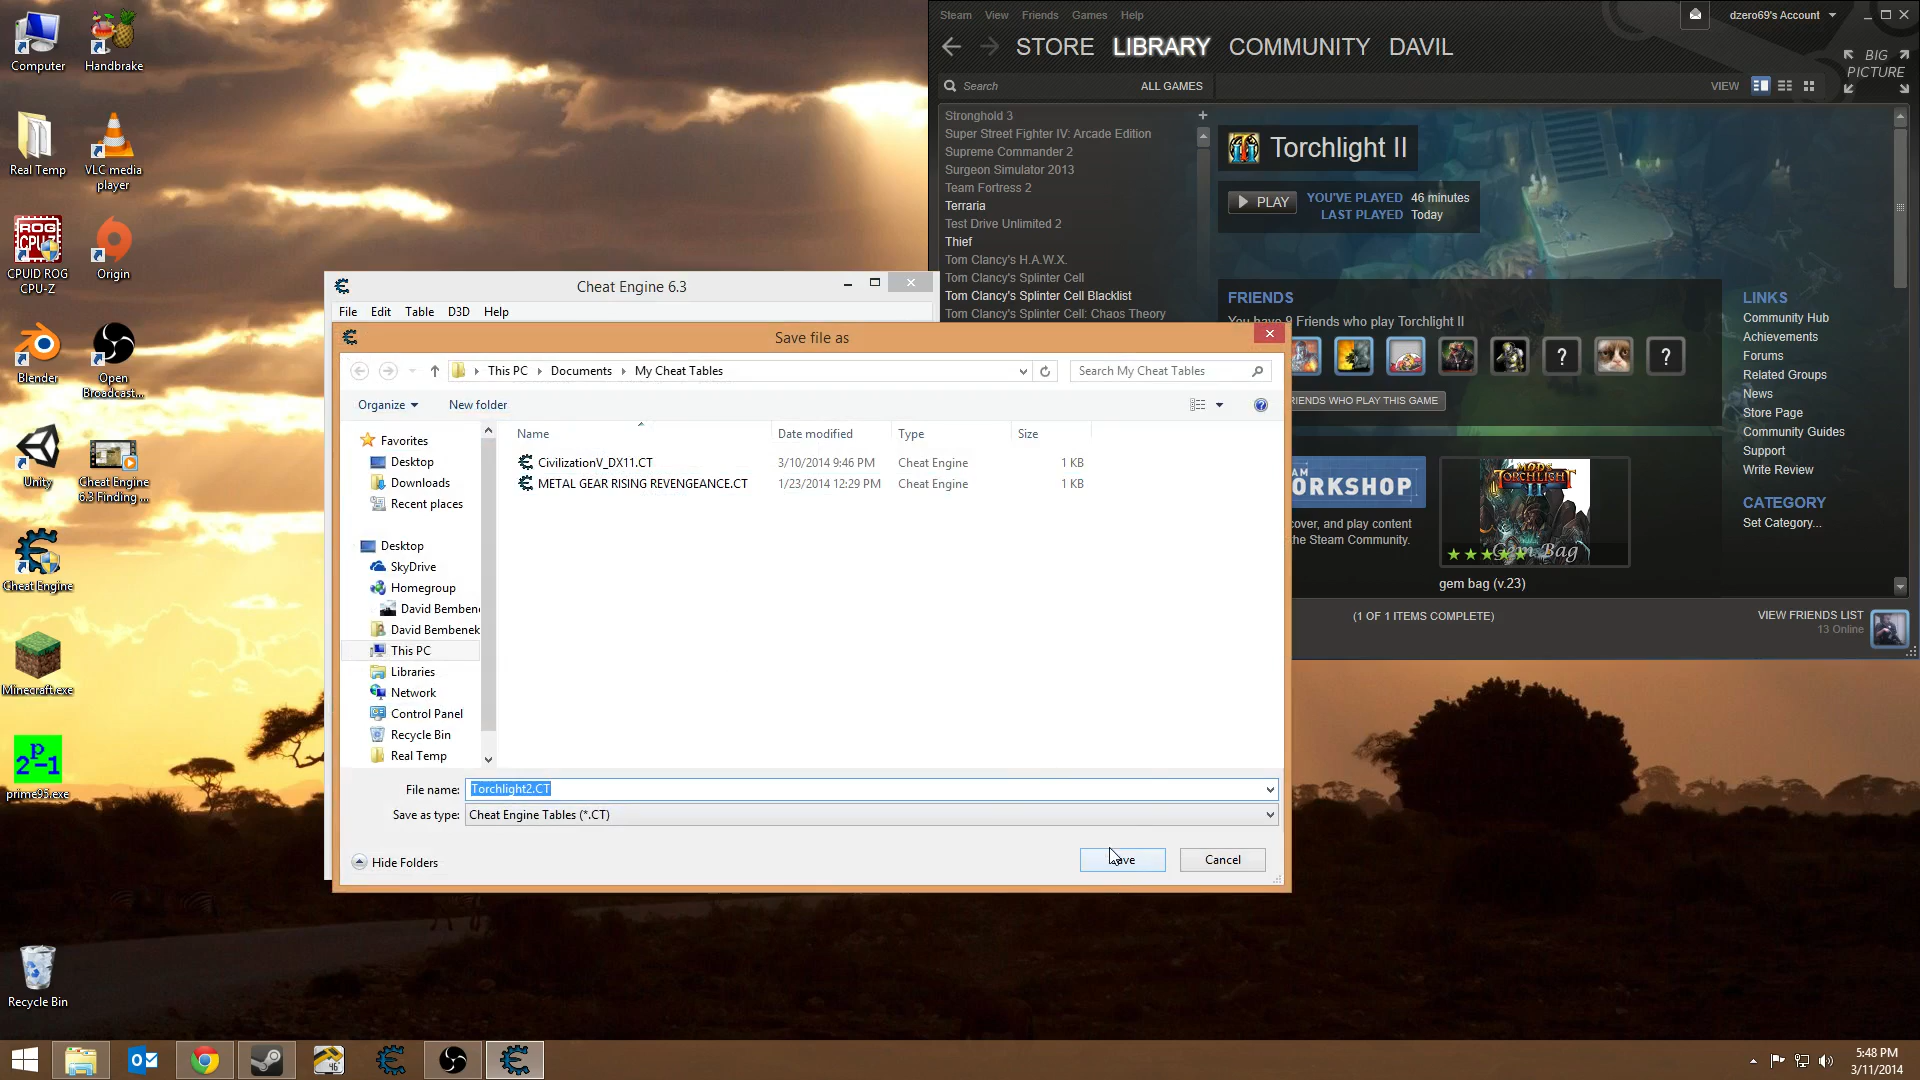 Computer
Handbrake
Real Temp
VLC media
player
ROG
CPU-Z
CPUID ROG
CPU-Z
Origin
Blender
Open
Broadcast...
Unity
Cheat Engine
6.3 Finding ...
Cheat Engine
Minecraft.exe
2^p-1
prime95.exe
Recycle Bin
Steam View Friends Games Help
dzero69's Account
STORE LIBRARY COMMUNITY DAVIL
BIG
PICTURE
Search
ALL GAMES
VIEW
Stronghold 3
Super Street Fighter IV: Arcade Edition
Supreme Commander 2
Surgeon Simulator 2013
Team Fortress 2
Terraria
Test Drive Unlimited 2
Thief
Tom Clancy's H.A.W.X.
Tom Clancy's Splinter Cell
Tom Clancy's Splinter Cell Blacklist
Tom Clancy's Splinter Cell: Chaos Theory
Torchlight II
PLAY
YOU'VE PLAYED 46 minutes
LAST PLAYED Today
FRIENDS
You have 9 Friends who play Torchlight II
? ?
RIENDS WHO PLAY THIS GAME
LINKS
Community Hub
Achievements
Forums
Related Groups
News
Store Page
Community Guides
Support
Write Review
CATEGORY
Set Category...
AM
ORKSHOP
cover, and play content
the Steam Community.
MODS
TORCHLIGHT
II
Gem Bag
gem bag (v.23)
(1 OF 1 ITEMS COMPLETE)
VIEW FRIENDS LIST
13 Online
Cheat Engine 6.3
File Edit Table D3D Help
Save file as
This PC Documents My Cheat Tables
Search My Cheat Tables
Organize New folder
Favorites
Desktop
Downloads
Recent places
Desktop
SkyDrive
Homegroup
David Bemben
David Bembenek
This PC
Libraries
Network
Control Panel
Recycle Bin
Real Temp
Name Date modified Type Size
CivilizationV_DX11.CT 3/10/2014 9:46 PM Cheat Engine 1 KB
METAL GEAR RISING REVENGEANCE.CT 1/23/2014 12:29 PM Cheat Engine 1 KB
File name: Torchlight2.CT
Save as type: Cheat Engine Tables (*.CT)
Hide Folders
ave
Cancel
46
5:48 PM
3/11/2014